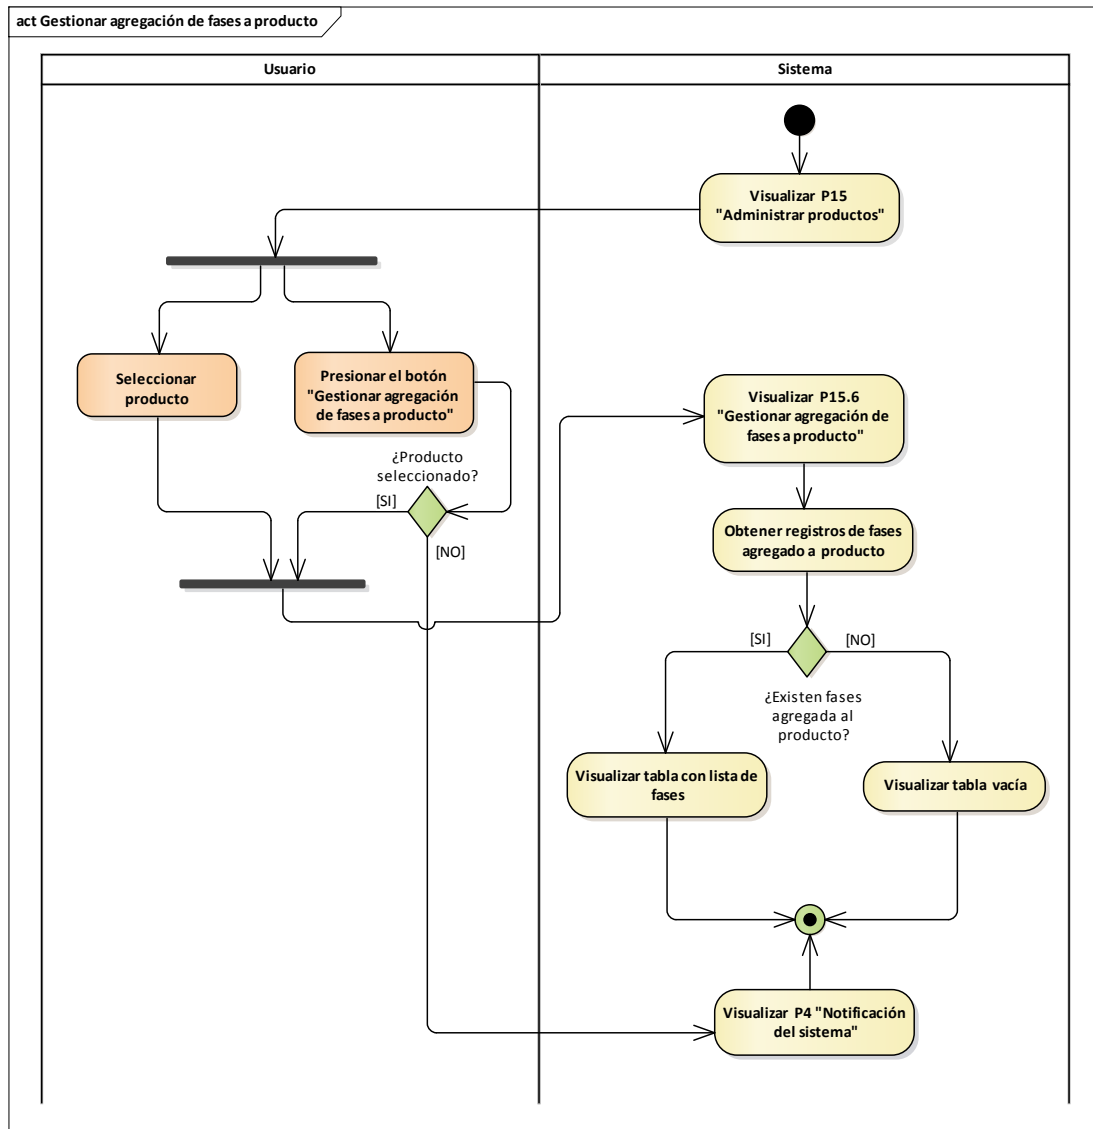 act Gestionar agregación de fases a producto
Usuario
Sistema
Visualizar P15
"Administrar productos"
Seleccionar
producto
Presionar el botón
"Gestionar agregación
de fases a producto"
¿Producto
seleccionado?
[SI]
[NO]
Visualizar P15.6
"Gestionar agregación de
fases a producto"
Obtener registros de fases
agregado a producto
[SI]
[NO]
¿Existen fases
agregada al
producto?
Visualizar tabla con lista de
fases
Visualizar tabla vacía
Visualizar P4 "Notificación
del sistema"